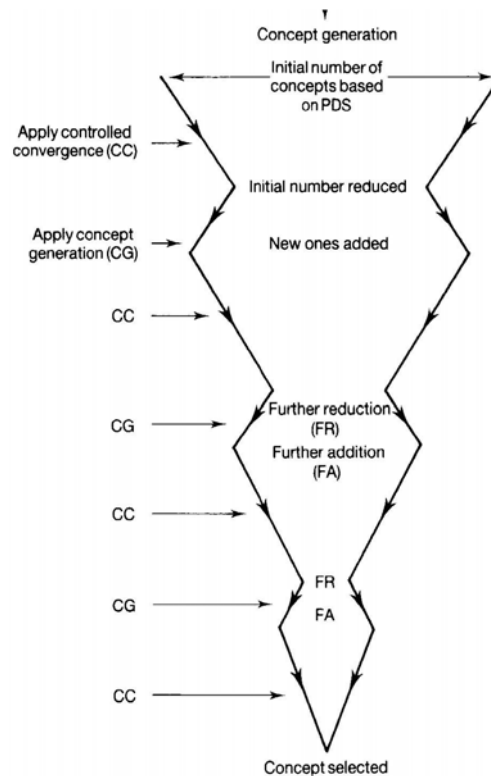 Concept generation
Initial number of
concepts based
on PDS
Apply controlled
convergence (CC)
Initial number reduced
Apply concept
generation (CG)
New ones added
CC
Further reduction
(FR)
CG
Further addition
(FA)
CC
FR
CG
FA
CC
Concept selected